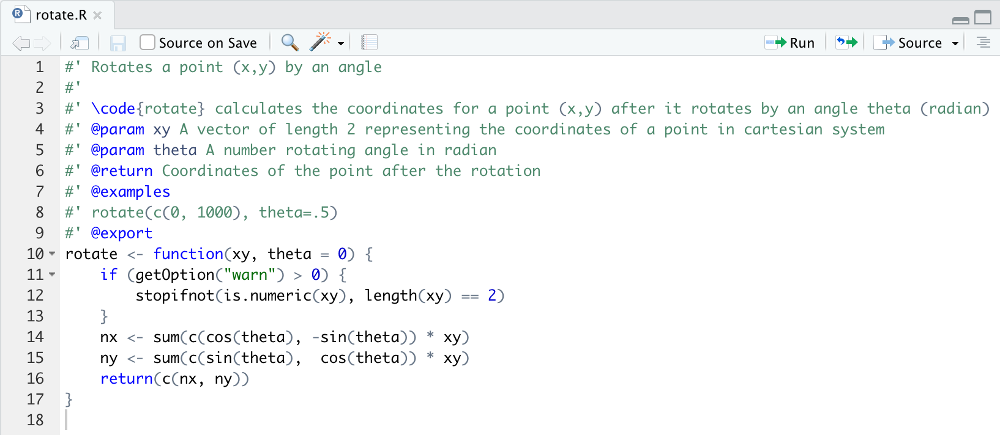 rotate.R
Source on Save
Run
Source
1 #' Rotates a point (x,y) by an angle
2 #'
3 #' \code{rotate} calculates the coordinates for a point (x,y) after it rotates by an angle theta (radian)
4 #' @param xy A vector of length 2 representing the coordinates of a point in cartesian system
5 #' @param theta A number rotating angle in radian
6 #' @return Coordinates of the point after the rotation
7 #' @examples
8 #' rotate(c(0, 1000), theta=.5)
9 #' @export
10 rotate <- function(xy, theta = 0) {
11     if (getOption("warn") > 0) {
12         stopifnot(is.numeric(xy), length(xy) == 2)
13     }
14     nx <- sum(c(cos(theta), -sin(theta)) * xy)
15     ny <- sum(c(sin(theta),  cos(theta)) * xy)
16     return(c(nx, ny))
17 }
18